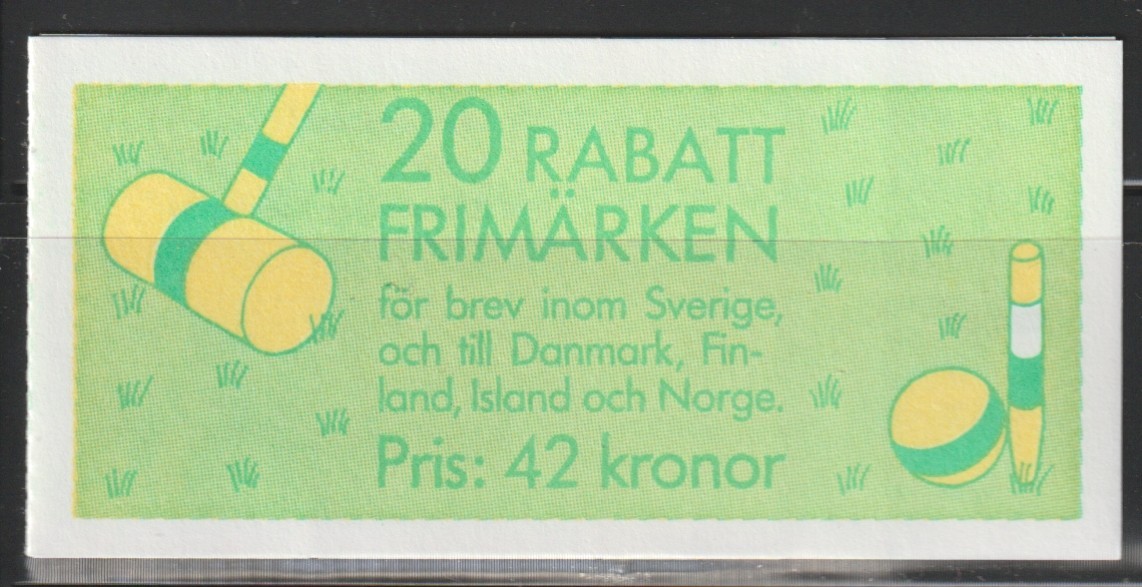 20 RABATT
FRIMÄRKEN
för brev inom Sverige,
och till Danmark, Fin-
land, Island och Norge.
Pris: 42 kronor